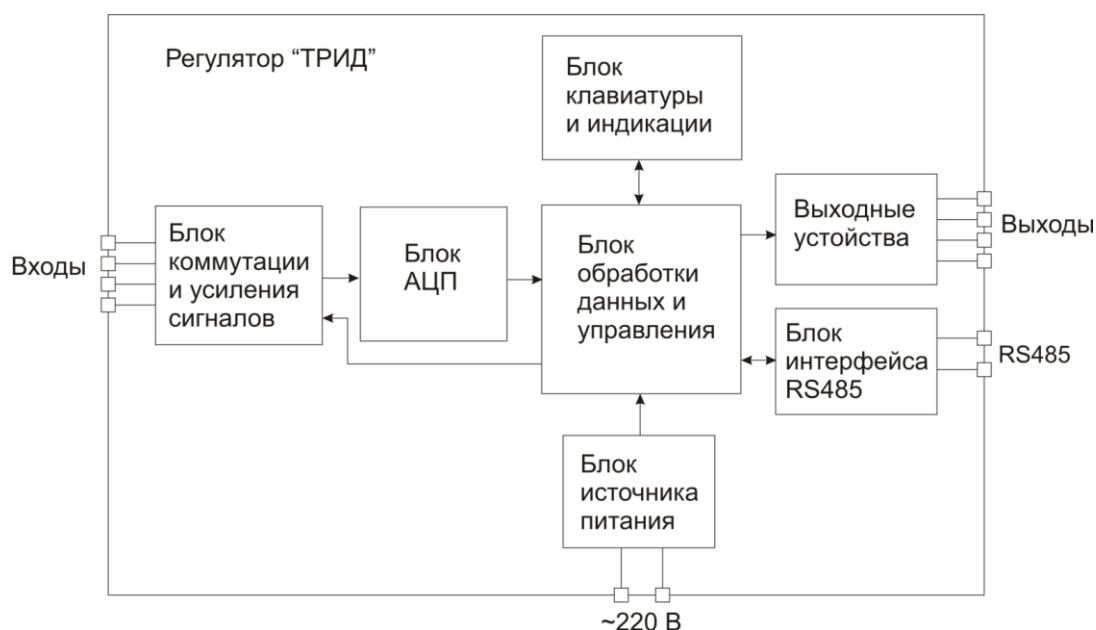 Регулятор “ТРИД”
Блок
клавиатуры
и индикации
Входы
Блок
коммутации
и усиления
сигналов
Блок
АЦП
Блок
обработки
данных и
управления
Выходные
устойства
Выходы
Блок
интерфейса
RS485
RS485
Блок
источника
питания
~220 В